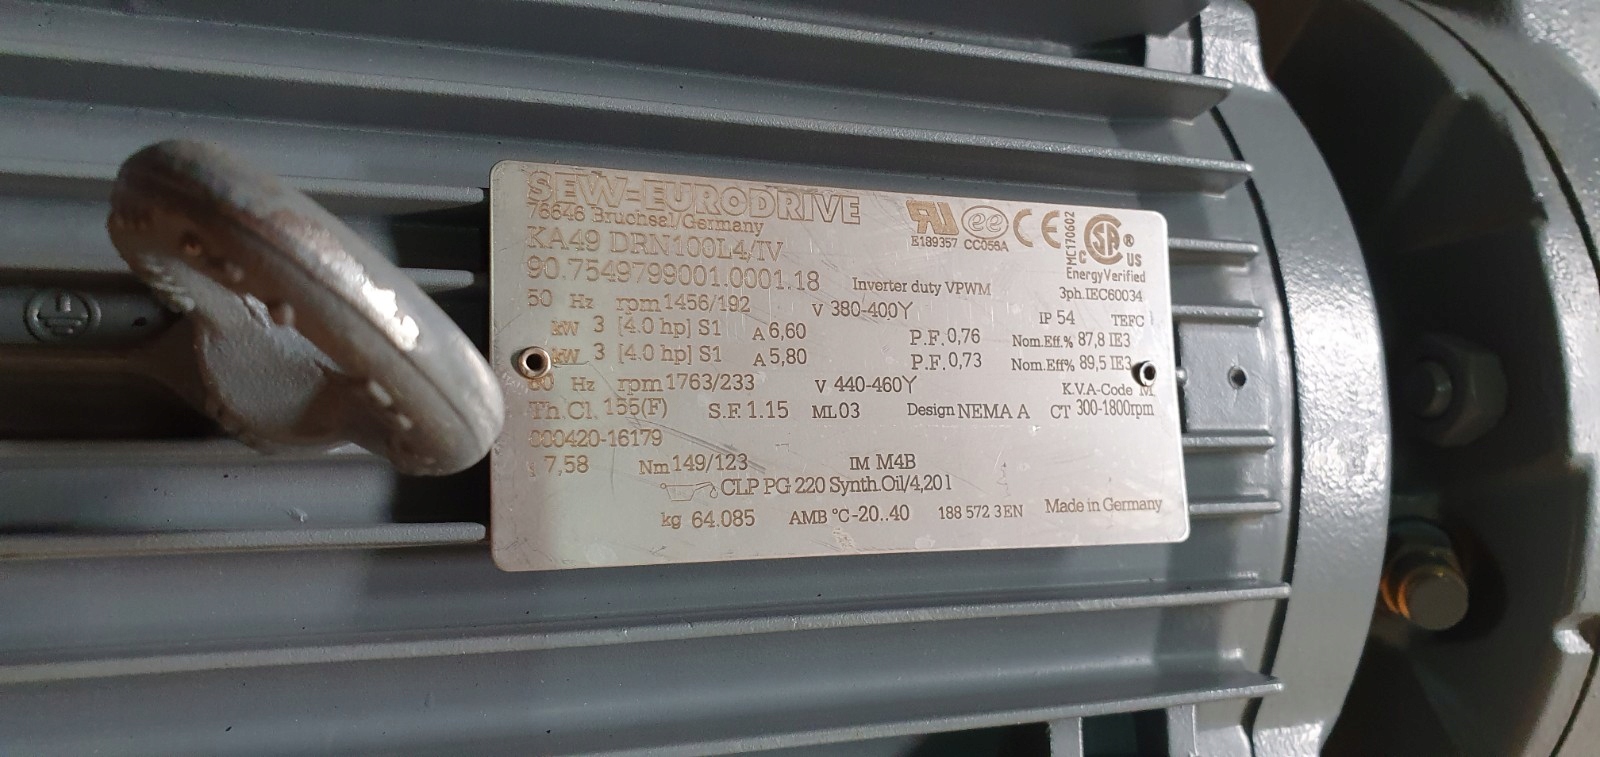 SEW-EURODRIVE
76646 Bruchsal/Germany
KA49 DRN100L4/IV
90.7549799001.0001.18 Inverter duty VPWM
E189357 CC056A
MC170602
C US
Energy Verified
3ph.IEC60034
50 Hz rpm 1456/192 V 380-400Y IP 54 TEFC
kW 3 [4.0 hp] S1 A 6,60 P.F. 0,76 Nom.Eff.% 87,8 IE3
kW 3 [4.0 hp] S1 A 5,80 P.F. 0,73 Nom.Eff% 89,5 IE3
60 Hz rpm 1763/233 V 440-460Y K.V.A-Code M
Th.Cl. 155(F) S.F. 1.15 ML 03 Design NEMA A CT 300-1800rpm
000420-16179
i 7,58 Nm 149/123 IM M4B
CLP PG 220 Synth.Oil/4,20 l
kg 64.085 AMB °C -20..40 188 572 3 EN Made in Germany